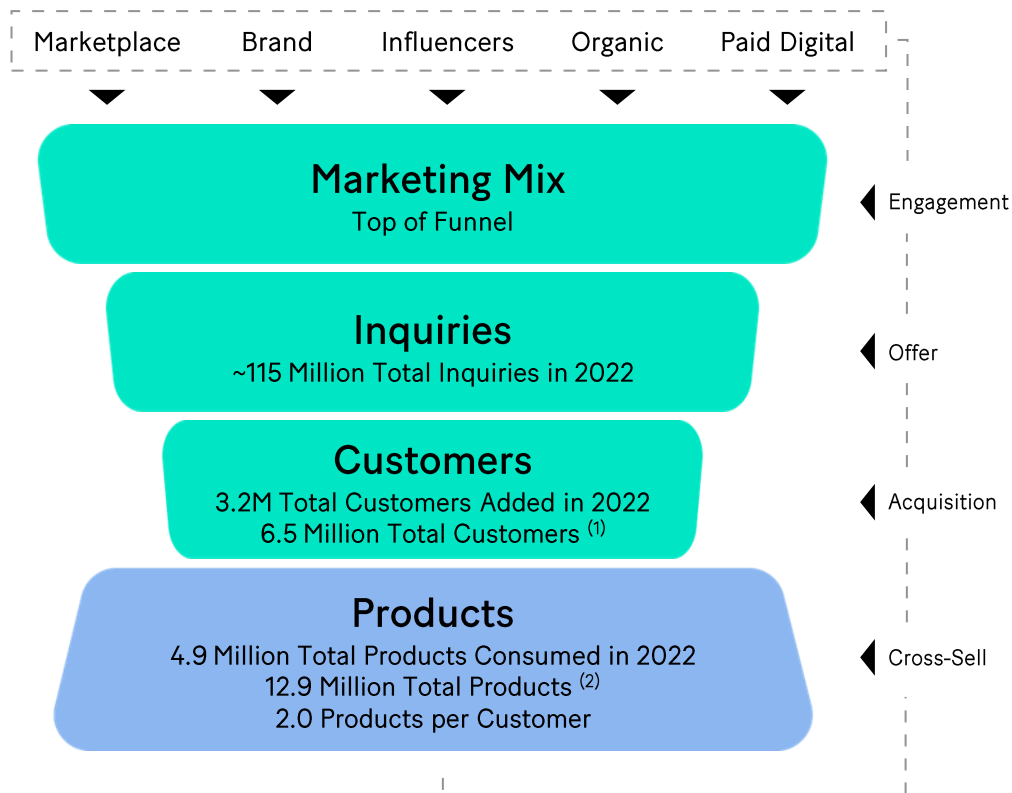 Marketplace Brand Influencers Organic Paid Digital
Marketing Mix
Top of Funnel
Engagement
Inquiries
~115 Million Total Inquiries in 2022
Offer
Customers
3.2M Total Customers Added in 2022
6.5 Million Total Customers (1)
Acquisition
Products
4.9 Million Total Products Consumed in 2022
12.9 Million Total Products (2)
2.0 Products per Customer
Cross-Sell